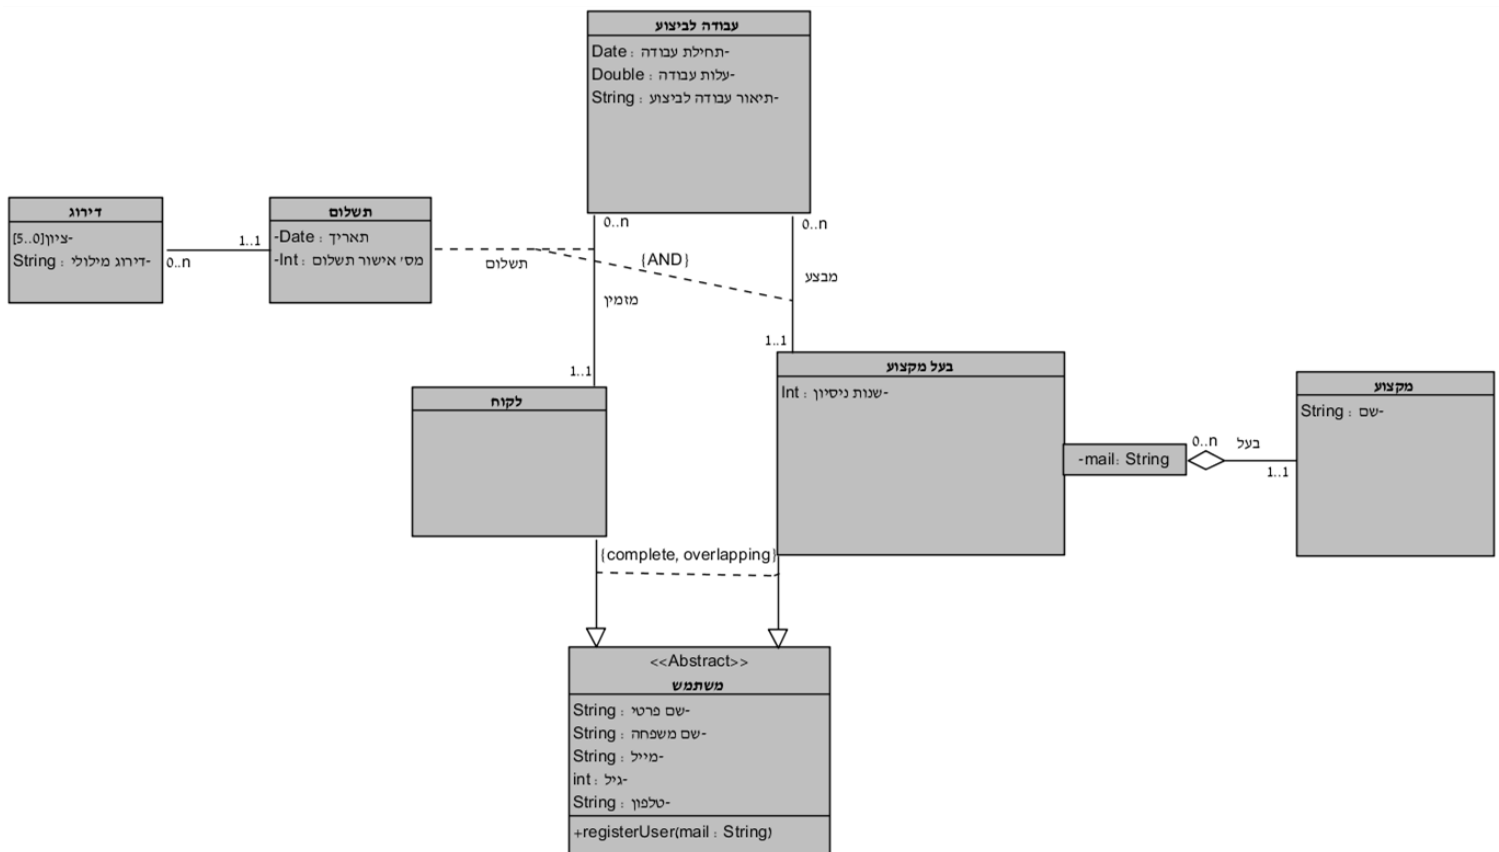 עבודה לביצוע
-תחילת עבודה : Date
-עלות עבודה : Double
-תיאור עבודה לביצוע : String
0..n
0..n
דירוג
-ציון[0..5]
-דירוג מילולי : String
0..n
1..1
תשלום
-Date : תאריך
-Int : מס' אישור תשלום
תשלום
{AND}
מזמין
מבצע
1..1
1..1
לקוח
בעל מקצוע
-שנות ניסיון : Int
-mail: String
0..n
בעל
1..1
מקצוע
-שם : String
{complete, overlapping}
<<Abstract>>
משתמש
-שם פרטי : String
-שם משפחה : String
-מייל : String
-גיל : int
-טלפון : String
+registerUser(mail : String)